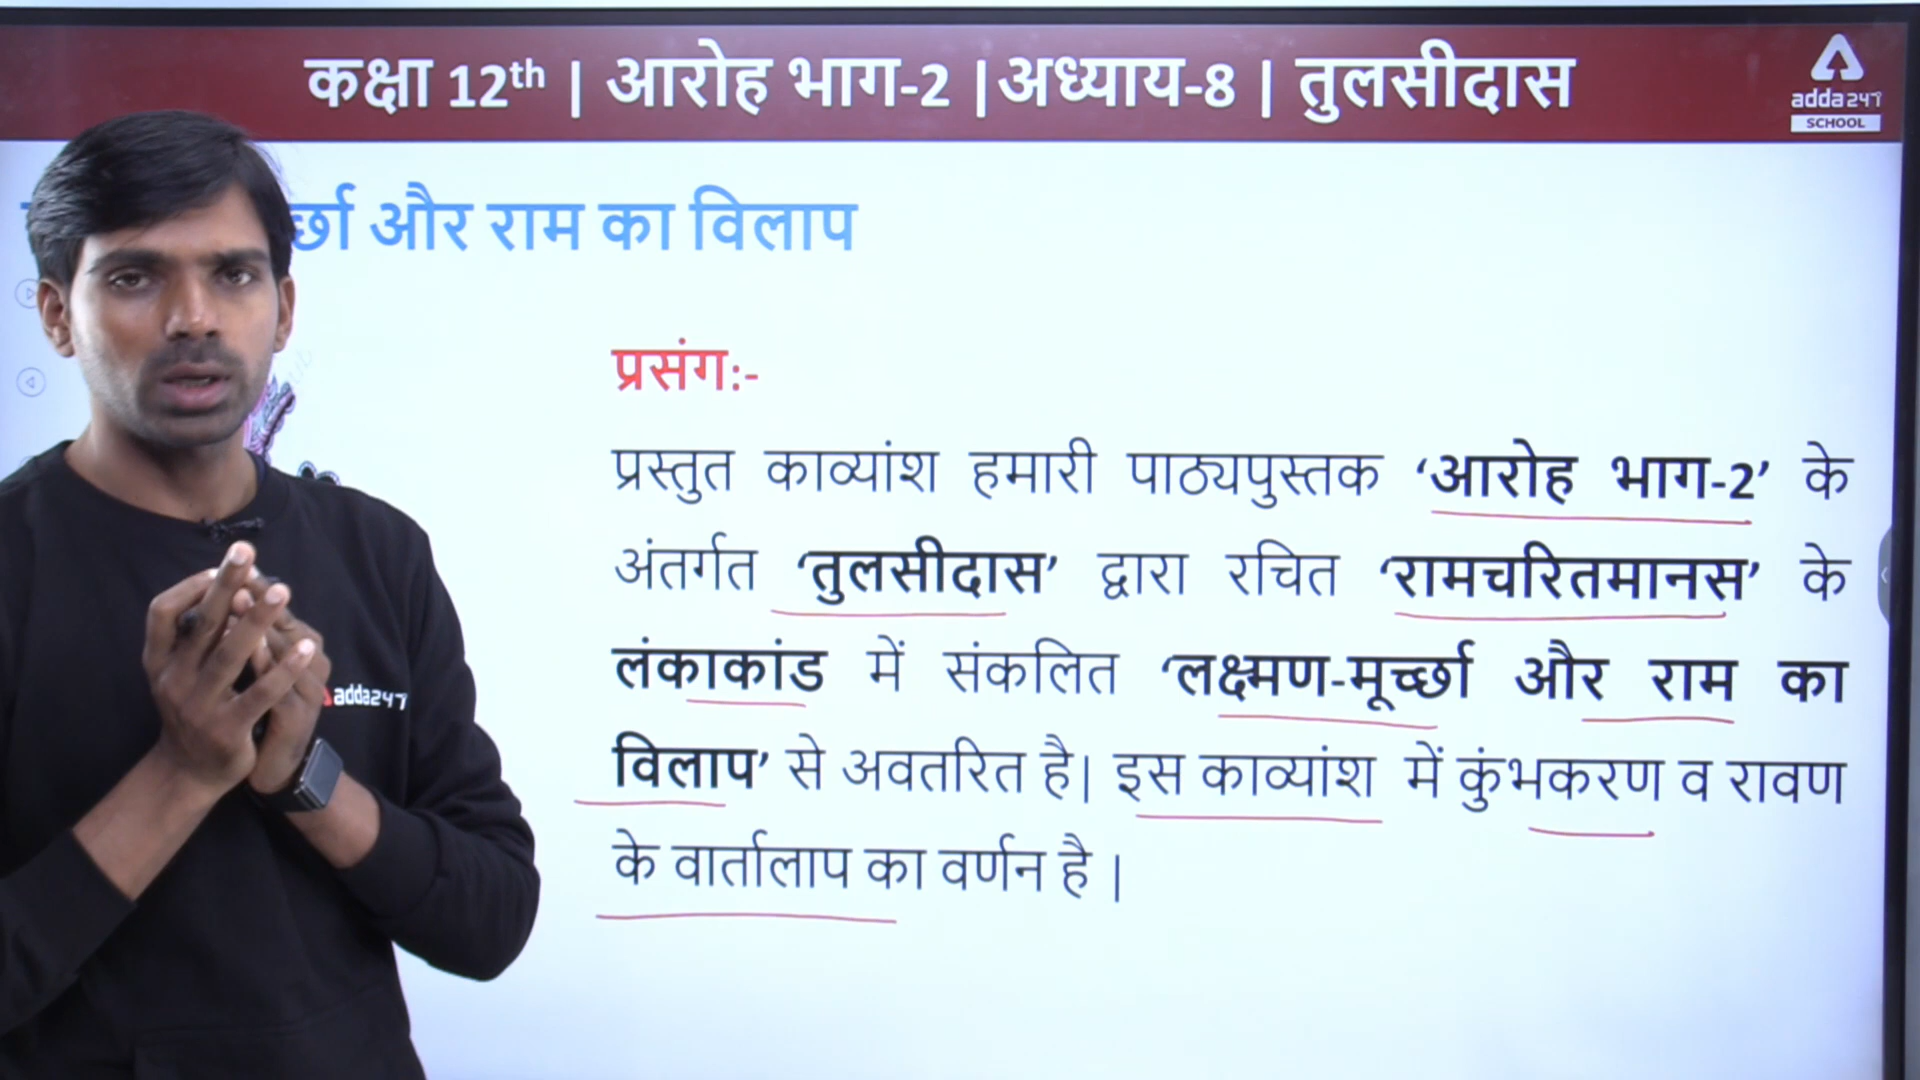 कक्षा 12th | आरोह भाग-2 |अध्याय-8 | तुलसीदास
adda247
SCHOOL
और राम का विलाप
प्रसंग:-
प्रस्तुत काव्यांश हमारी पाठ्यपुस्तक ‘आरोह भाग-2’ के
अंतर्गत ‘तुलसीदास’ द्वारा रचित ‘रामचरितमानस’ के
लंकाकांड में संकलित ‘लक्ष्मण-मूर्च्छा और राम का
विलाप’ से अवतरित है। इस काव्यांश में कुंभकरण व रावण
के वार्तालाप का वर्णन है |
adda247